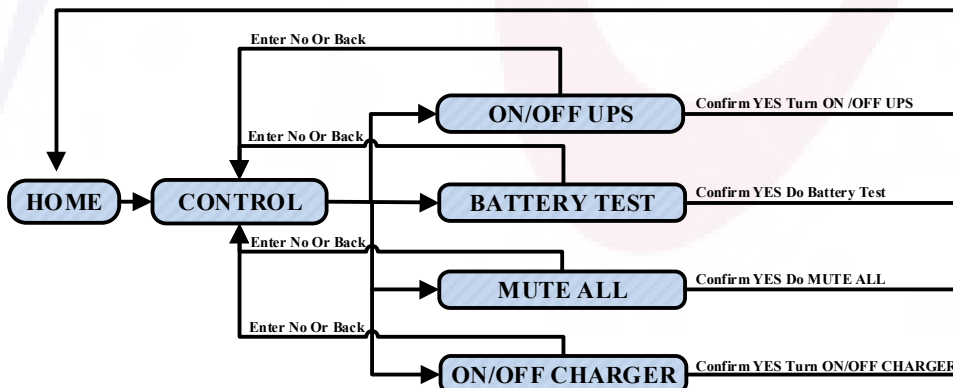 Enter No Or Back
ON/OFF UPS
Confirm YES Turn ON /OFF UPS
Enter No Or Back
HOME
CONTROL
BATTERY TEST
Confirm YES Do Battery Test
Enter No Or Back
MUTE ALL
Confirm YES Do MUTE ALL
Enter No Or Back
ON/OFF CHARGER
Confirm YES Turn ON/OFF CHARGER